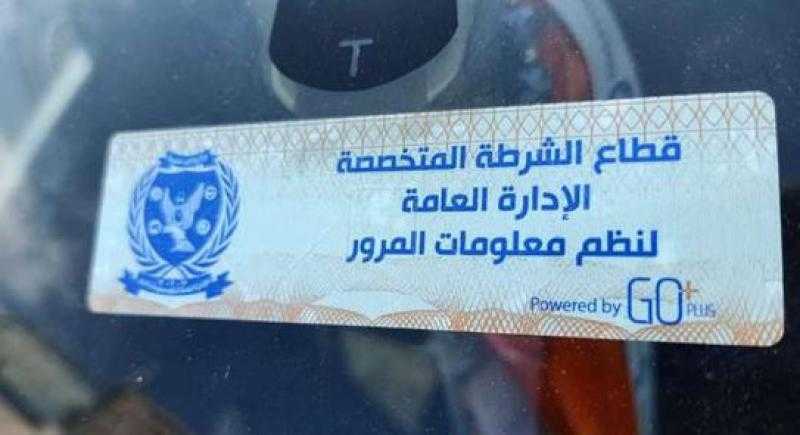 T
قطاع الشرطة المتخصصة
الإدارة العامة
لنظم معلومات المرور
Powered by GO+ PLUS